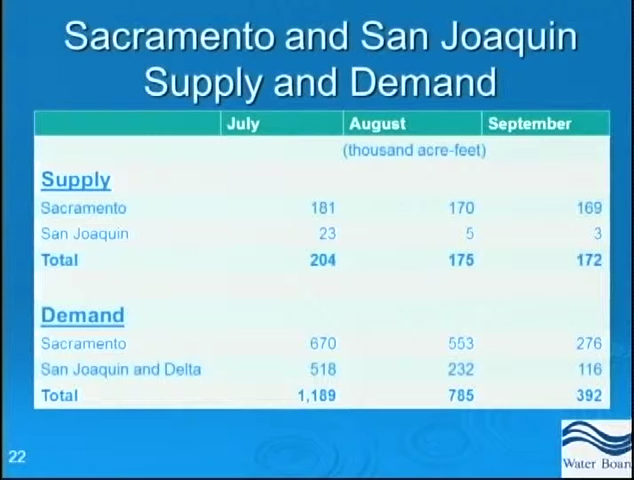 Sacramento and San Joaquin
Supply and Demand
July August September
(thousand acre-feet)
Supply
Sacramento 181 170 169
San Joaquin 23 5 3
Total 204 175 172
Demand
Sacramento 670 553 276
San Joaquin and Delta 518 232 116
Total 1,189 785 392
22
Water Boar